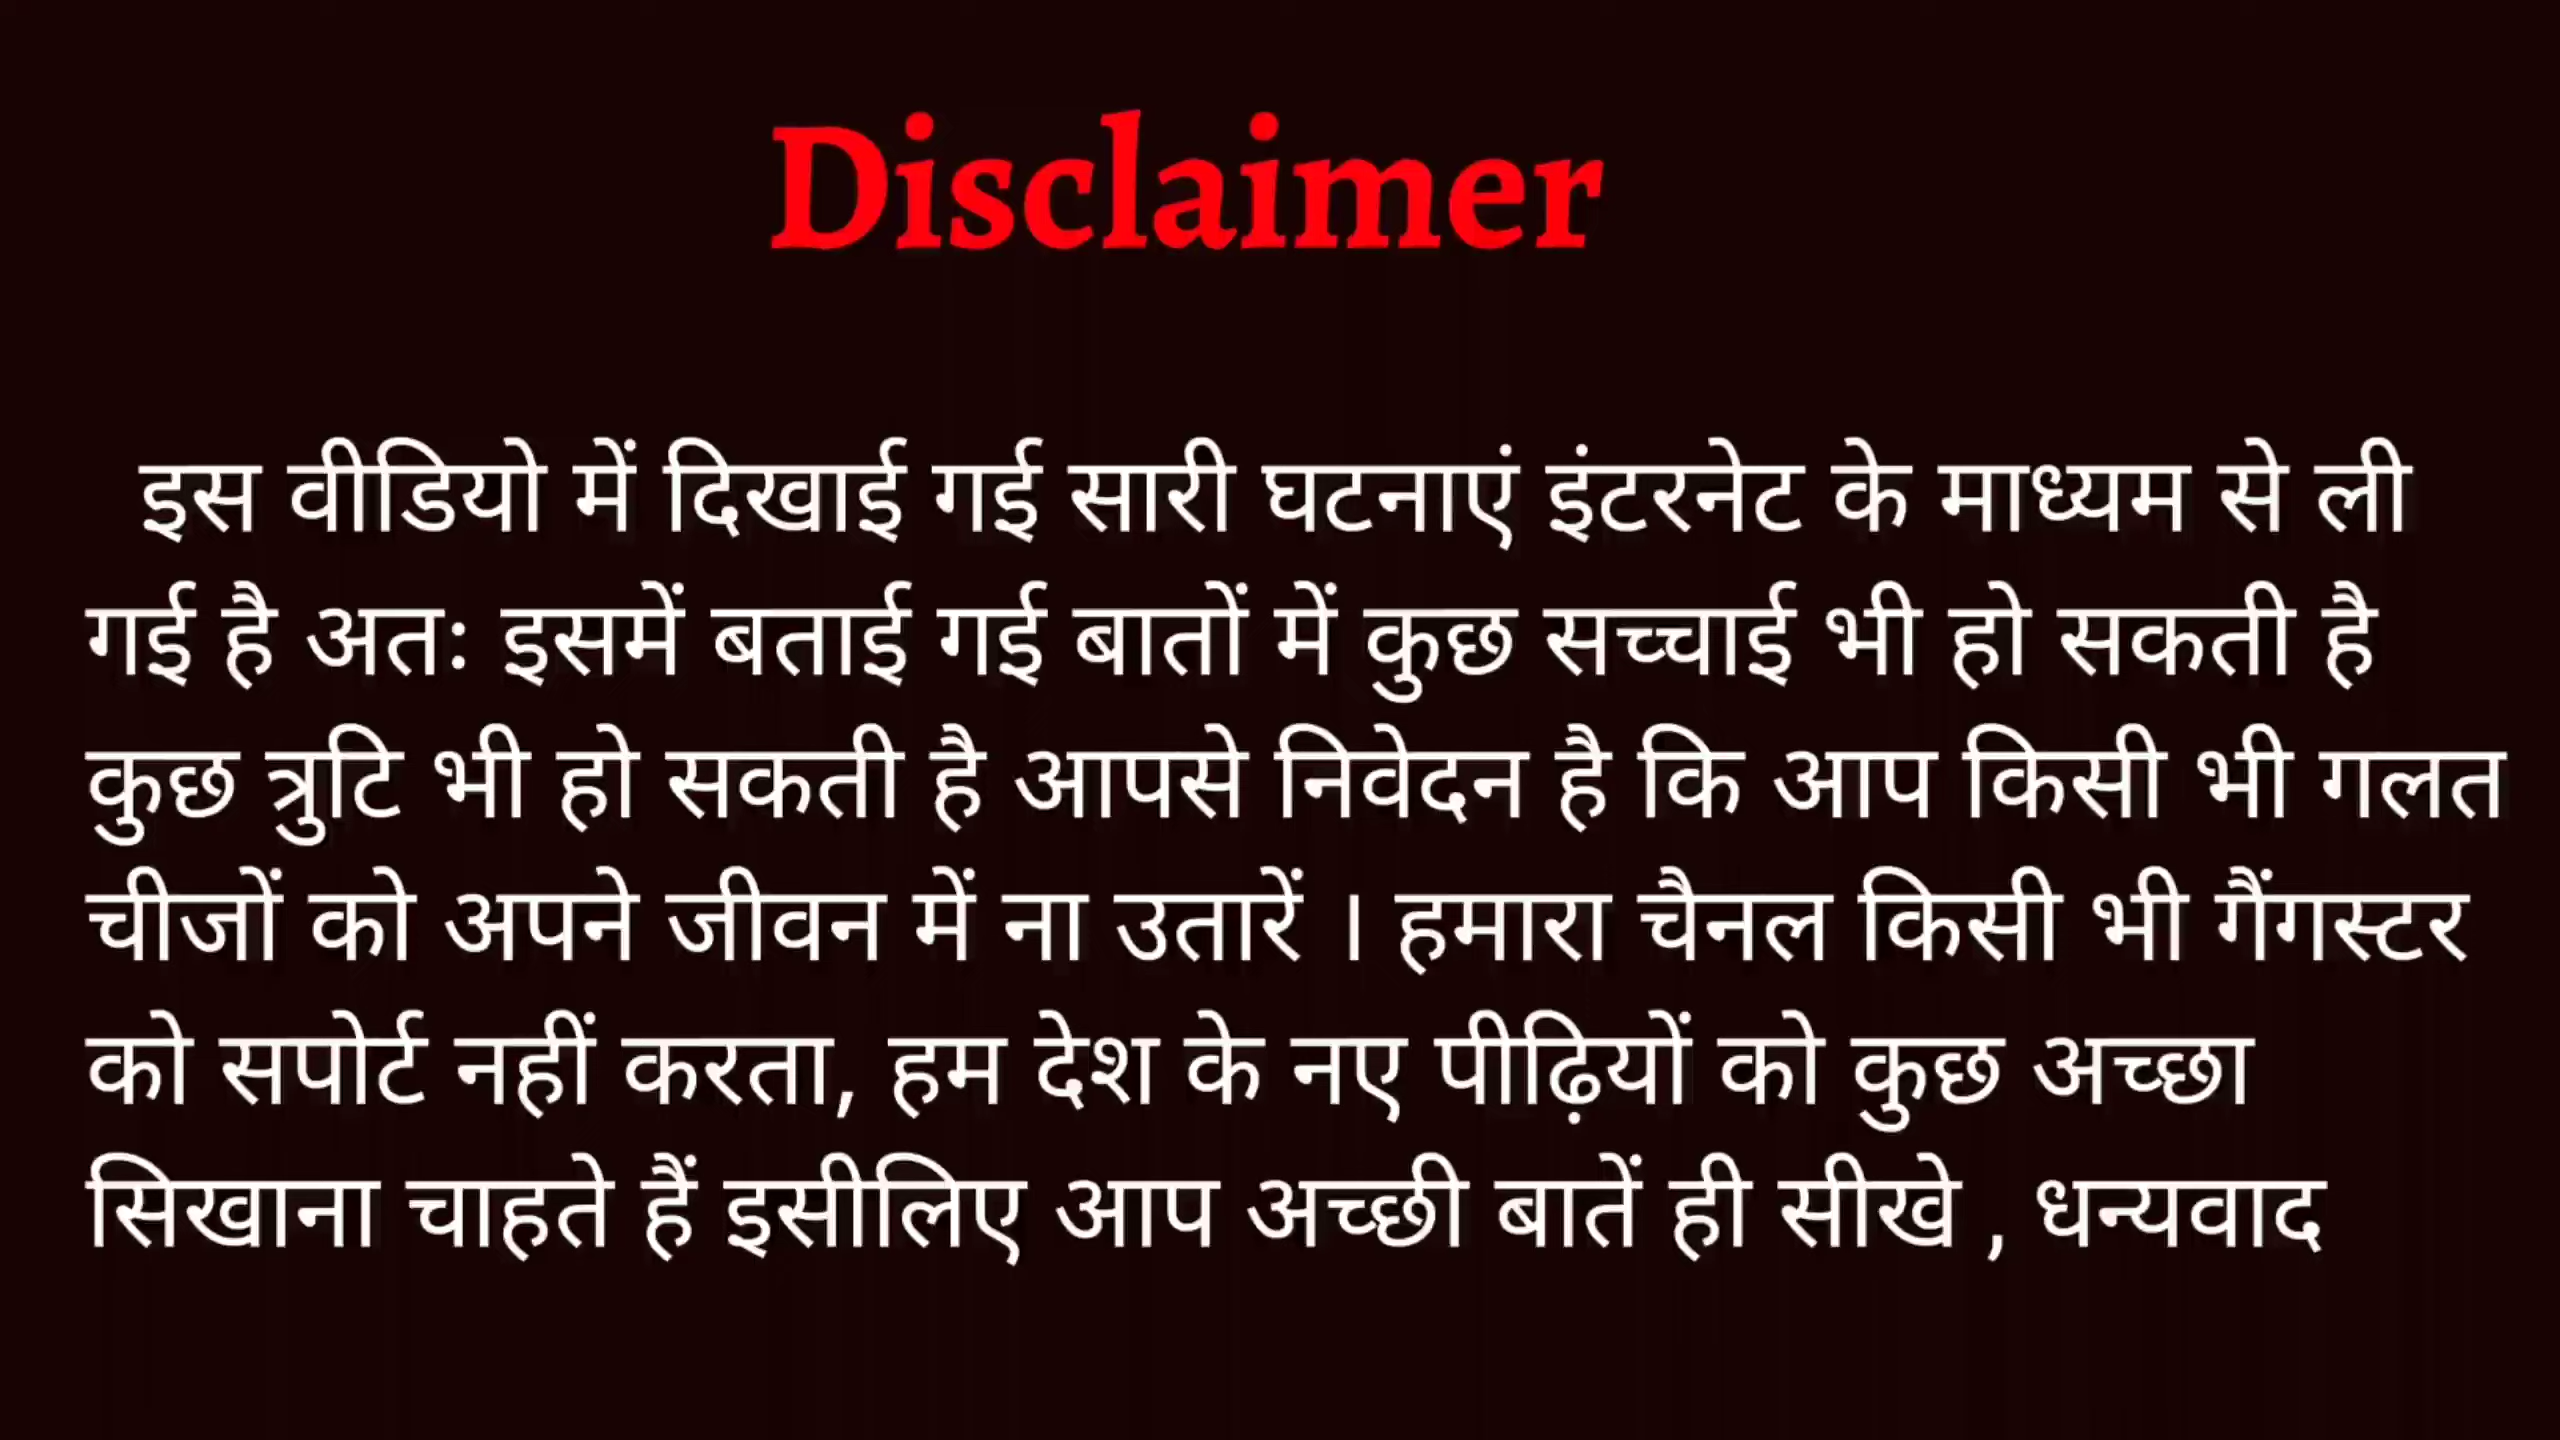 Disclaimer
इस वीडियो में दिखाई गई सारी घटनाएं इंटरनेट के माध्यम से ली
गई है अतः इसमें बताई गई बातों में कुछ सच्चाई भी हो सकती है
कुछ त्रुटि भी हो सकती है आपसे निवेदन है कि आप किसी भी गलत
चीजों को अपने जीवन में ना उतारें । हमारा चैनल किसी भी गैंगस्टर
को सपोर्ट नहीं करता, हम देश के नए पीढ़ियों को कुछ अच्छा
सिखाना चाहते हैं इसीलिए आप अच्छी बातें ही सीखे , धन्यवाद